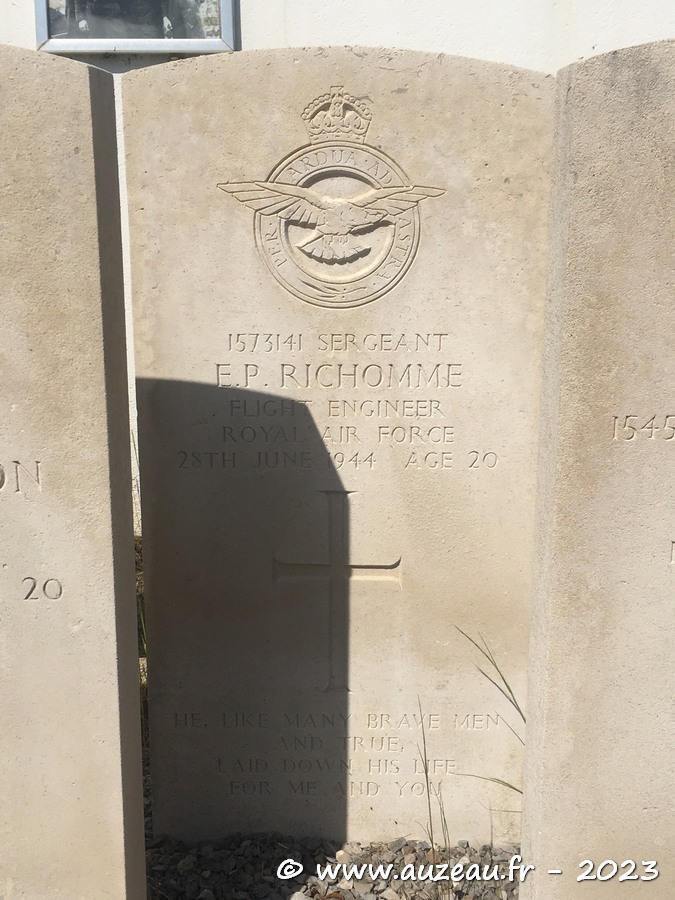 PER · ARDUA · AD ASTRA
1573141 SERGEANT
E.P. RICHOMME
FLIGHT ENGINEER
ROYAL AIR FORCE
28TH JUNE 1944 AGE 20
HE, LIKE MANY BRAVE MEN
AND TRUE,
LAID DOWN HIS LIFE
FOR ME AND YOU
ON
20
1545
© www.auzeau.fr - 2023